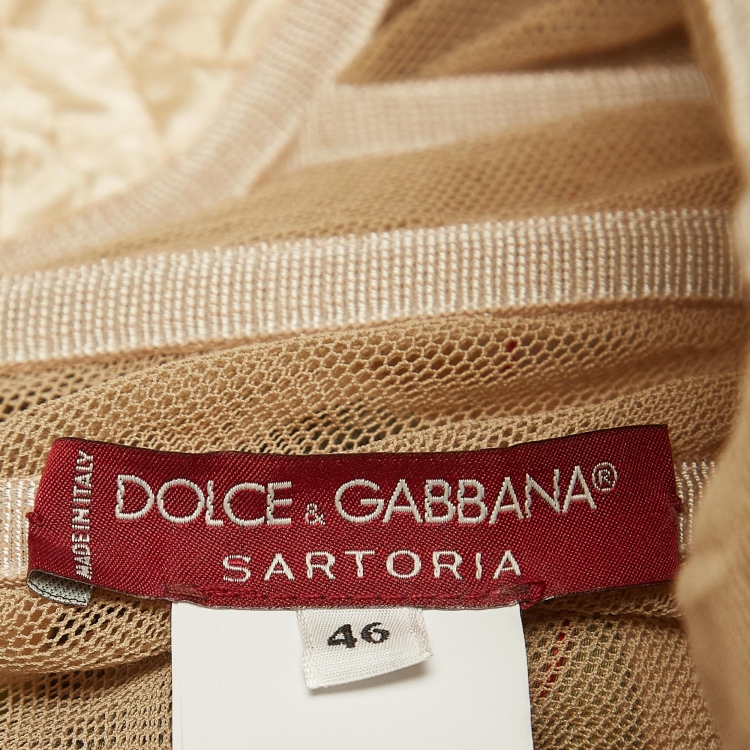 MADE IN ITALY
DOLCE & GABBANA®
SARTORIA
46